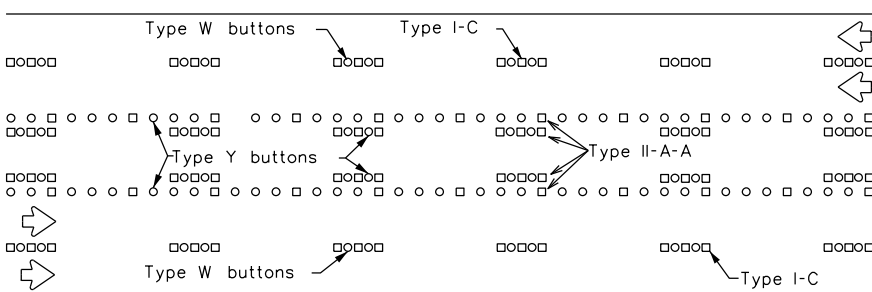 Type W buttons
Type I-C
Type Y buttons
Type II-A-A
Type W buttons
Type I-C